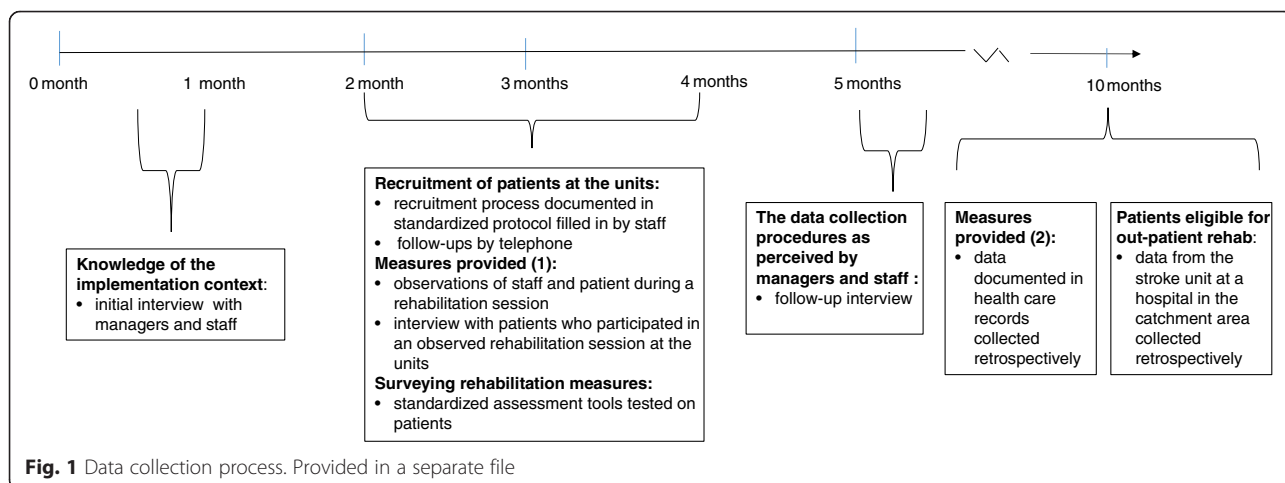 0 month
1 month
2 month
3 months
4 months
5 months
10 months
Knowledge of the
implementation context:
• initial interview with
managers and staff
Recruitment of patients at the units:
• recruitment process documented in
standardized protocol filled in by staff
• follow-ups by telephone
Measures provided (1):
• observations of staff and patient during a
rehabilitation session
• interview with patients who participated in
an observed rehabilitation session at the
units
Surveying rehabilitation measures:
• standardized assessment tools tested on
patients
The data collection
procedures as
perceived by
managers and staff :
• follow-up interview
Measures
provided (2):
• data
documented in
health care
records
collected
retrospectively
Patients eligible for
out-patient rehab:
• data from the
stroke unit at a
hospital in the
catchment area
collected
retrospectively
Fig. 1 Data collection process. Provided in a separate file